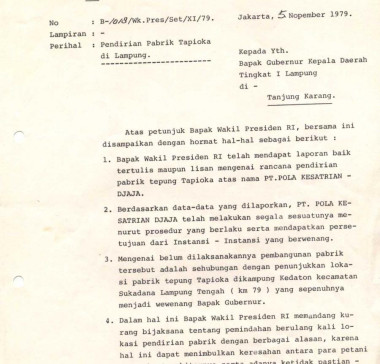 No : B-1018/Wk.Pres/Set/XI/79. Jakarta, 5 Nopember 1979.
Lampiran : -
Perihal : Pendirian Pabrik Tapioka
di Lampung.
Kepada Yth.
Bapak Gubernur Kepala Daerah
Tingkat I Lampung
di -
Tanjung Karang.
Atas petunjuk Bapak Wakil Presiden RI, bersama ini
disampaikan dengan hormat hal-hal sebagai berikut :
1. Bapak Wakil Presiden RI telah mendapat laporan baik
tertulis maupun lisan mengenai rencana pendirian
pabrik tepung Tapioka atas nama PT.POLA KESATRIAN -
DJAJA.
2. Berdasarkan data-data yang dilaporkan, PT. POLA KE-
SATRIAN DJAJA telah melakukan segala sesuatunya me-
nurut prosedur yang berlaku serta mendapatkan perse-
tujuan dari Instansi - Instansi yang berwenang.
3. Mengenai belum dilaksanakannya pembangunan pabrik
tersebut adalah sehubungan dengan penunjukkan loka-
si pabrik tepung Tapioka dikampung Kedaton kecamatan
Sukadana Lampung Tengah ( km 79 ) yang sepenuhnya
menjadi wewenang Bapak Gubernur.
4. Dalam hal ini Bapak Wakil Presiden RI memandang ku-
rang bijaksana tentang pemindahan berulang kali lo-
kasi pendirian pabrik dengan berbagai alasan, karena
hal ini dapat menimbulkan keresahan antara para petani
adanya ketidak pastian -